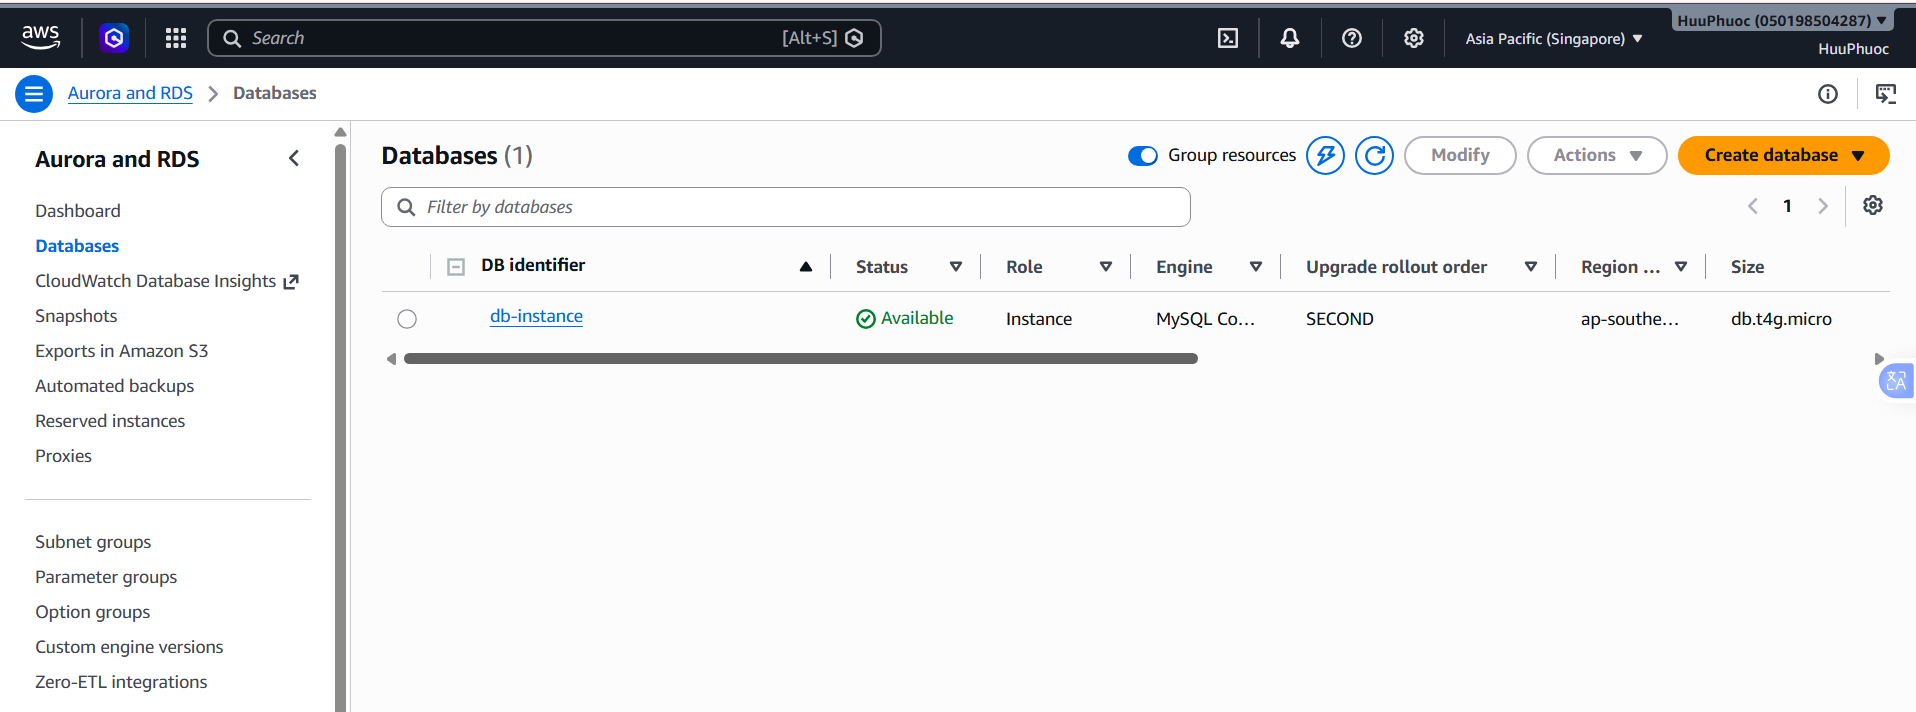 aws
Search [Alt+S]
Asia Pacific (Singapore)
HuuPhuoc (050198504287)
HuuPhuoc
Aurora and RDS > Databases
Aurora and RDS
Dashboard
Databases
CloudWatch Database Insights
Snapshots
Exports in Amazon S3
Automated backups
Reserved instances
Proxies
Subnet groups
Parameter groups
Option groups
Custom engine versions
Zero-ETL integrations
Databases (1)
Group resources
Modify
Actions
Create database
Filter by databases
1
DB identifier Status Role Engine Upgrade rollout order Region ... Size
db-instance Available Instance MySQL Co... SECOND ap-southe... db.t4g.micro